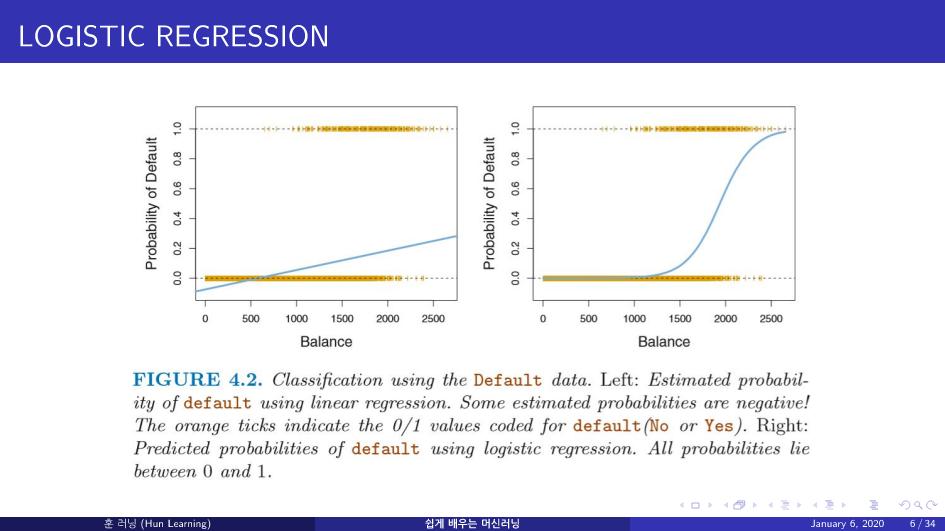 LOGISTIC REGRESSION
Probability of Default
0.0 0.2 0.4 0.6 0.8 1.0
0 500 1000 1500 2000 2500
Balance
Probability of Default
0.0 0.2 0.4 0.6 0.8 1.0
0 500 1000 1500 2000 2500
Balance
FIGURE 4.2. Classification using the Default data. Left: Estimated probabil-
ity of default using linear regression. Some estimated probabilities are negative!
The orange ticks indicate the 0/1 values coded for default(No or Yes). Right:
Predicted probabilities of default using logistic regression. All probabilities lie
between 0 and 1.
훈 러닝 (Hun Learning) 쉽게 배우는 머신러닝 January 6, 2020 6 / 34